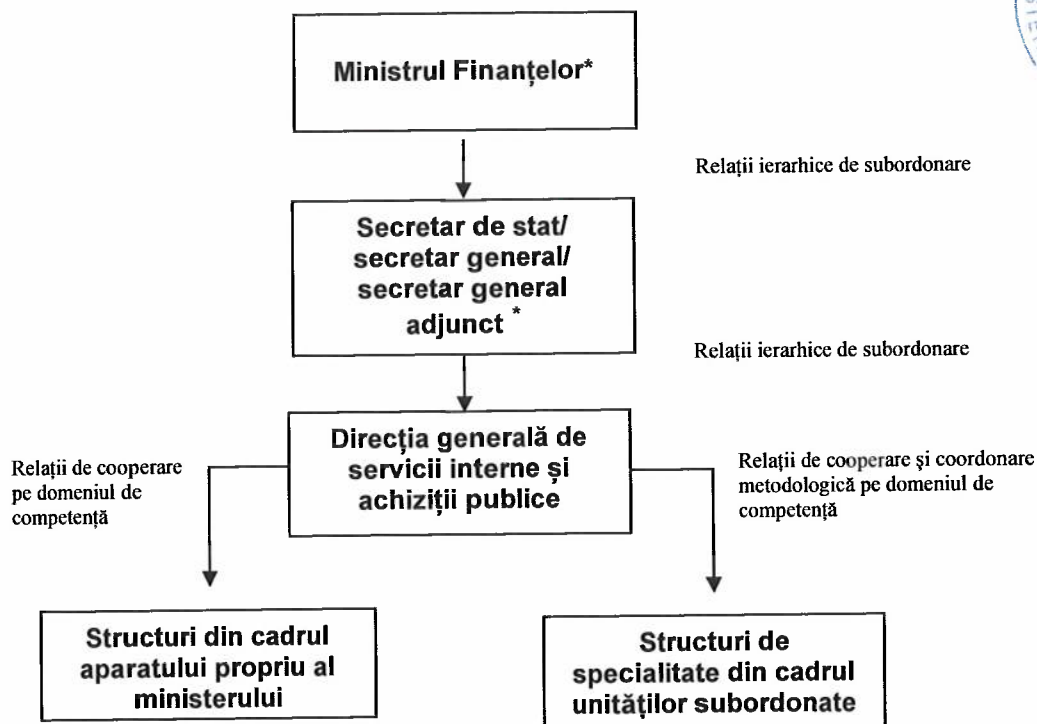 Ministrul Finanțelor*
Relații ierarhice de subordonare
Secretar de stat/
secretar general/
secretar general
adjunct *
Relații ierarhice de subordonare
Direcția generală de
servicii interne și
achiziții publice
Relații de cooperare
pe domeniul de
competență
Relații de cooperare și coordonare
metodologică pe domeniul de
competență
Structuri din cadrul
aparatului propriu al
ministerului
Structuri de
specialitate din cadrul
unităților subordonate